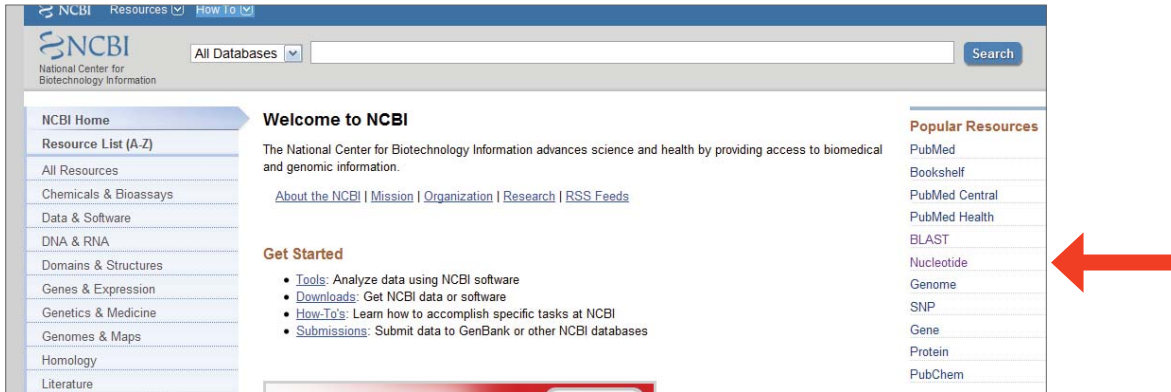 NCBI Resources How To
NCBI
National Center for
Biotechnology Information
All Databases
Search
NCBI Home
Resource List (A-Z)
All Resources
Chemicals & Bioassays
Data & Software
DNA & RNA
Domains & Structures
Genes & Expression
Genetics & Medicine
Genomes & Maps
Homology
Literature
Welcome to NCBI
The National Center for Biotechnology Information advances science and health by providing access to biomedical
and genomic information.
About the NCBI | Mission | Organization | Research | RSS Feeds
Get Started
• Tools: Analyze data using NCBI software
• Downloads: Get NCBI data or software
• How-To's: Learn how to accomplish specific tasks at NCBI
• Submissions: Submit data to GenBank or other NCBI databases
Popular Resources
PubMed
Bookshelf
PubMed Central
PubMed Health
BLAST
Nucleotide
Genome
SNP
Gene
Protein
PubChem